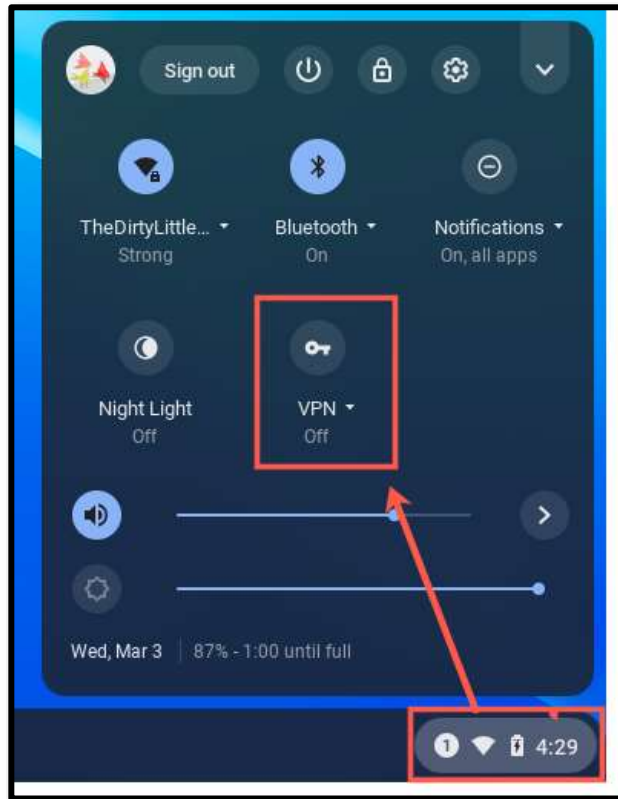 Sign out
TheDirtyLittle... Bluetooth Notifications
Strong On On, all apps
Night Light VPN
Off Off
Wed, Mar 3 87% - 1:00 until full
1 4:29